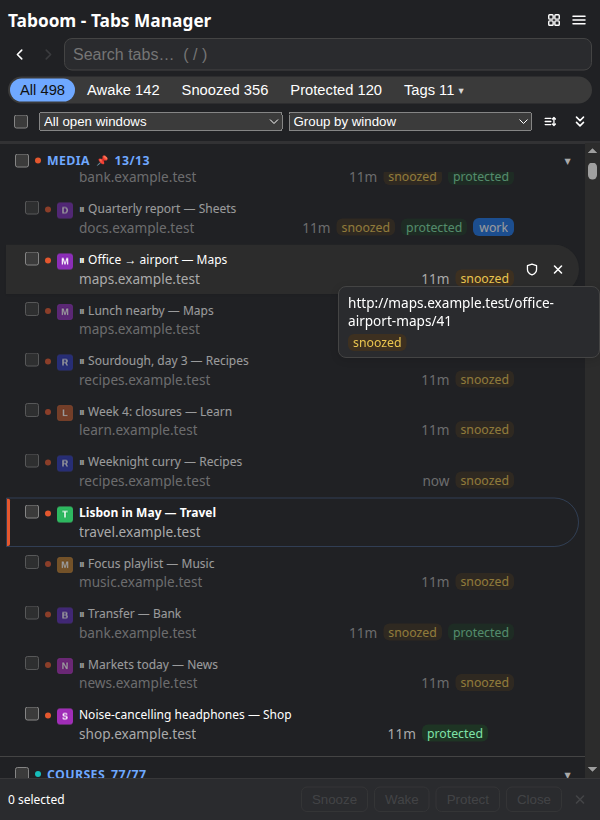 Taboom - Tabs Manager
Search tabs… ( / )
All 498 Awake 142 Snoozed 356 Protected 120 Tags 11 ▾
All open windows Group by window
MEDIA 📌 13/13 ▼
bank.example.test 11m snoozed protected
D Quarterly report — Sheets
docs.example.test 11m snoozed protected work
M Office → airport — Maps
maps.example.test 11m snoozed
http://maps.example.test/office-
airport-maps/41
snoozed
M Lunch nearby — Maps
maps.example.test
R Sourdough, day 3 — Recipes
recipes.example.test 11m snoozed
L Week 4: closures — Learn
learn.example.test 11m snoozed
R Weeknight curry — Recipes
recipes.example.test now snoozed
T Lisbon in May — Travel
travel.example.test
M Focus playlist — Music
music.example.test 11m snoozed
B Transfer — Bank
bank.example.test 11m snoozed protected
N Markets today — News
news.example.test 11m snoozed
S Noise-cancelling headphones — Shop
shop.example.test 11m protected
COURSES 77/77 ▼
0 selected Snooze Wake Protect Close ✕